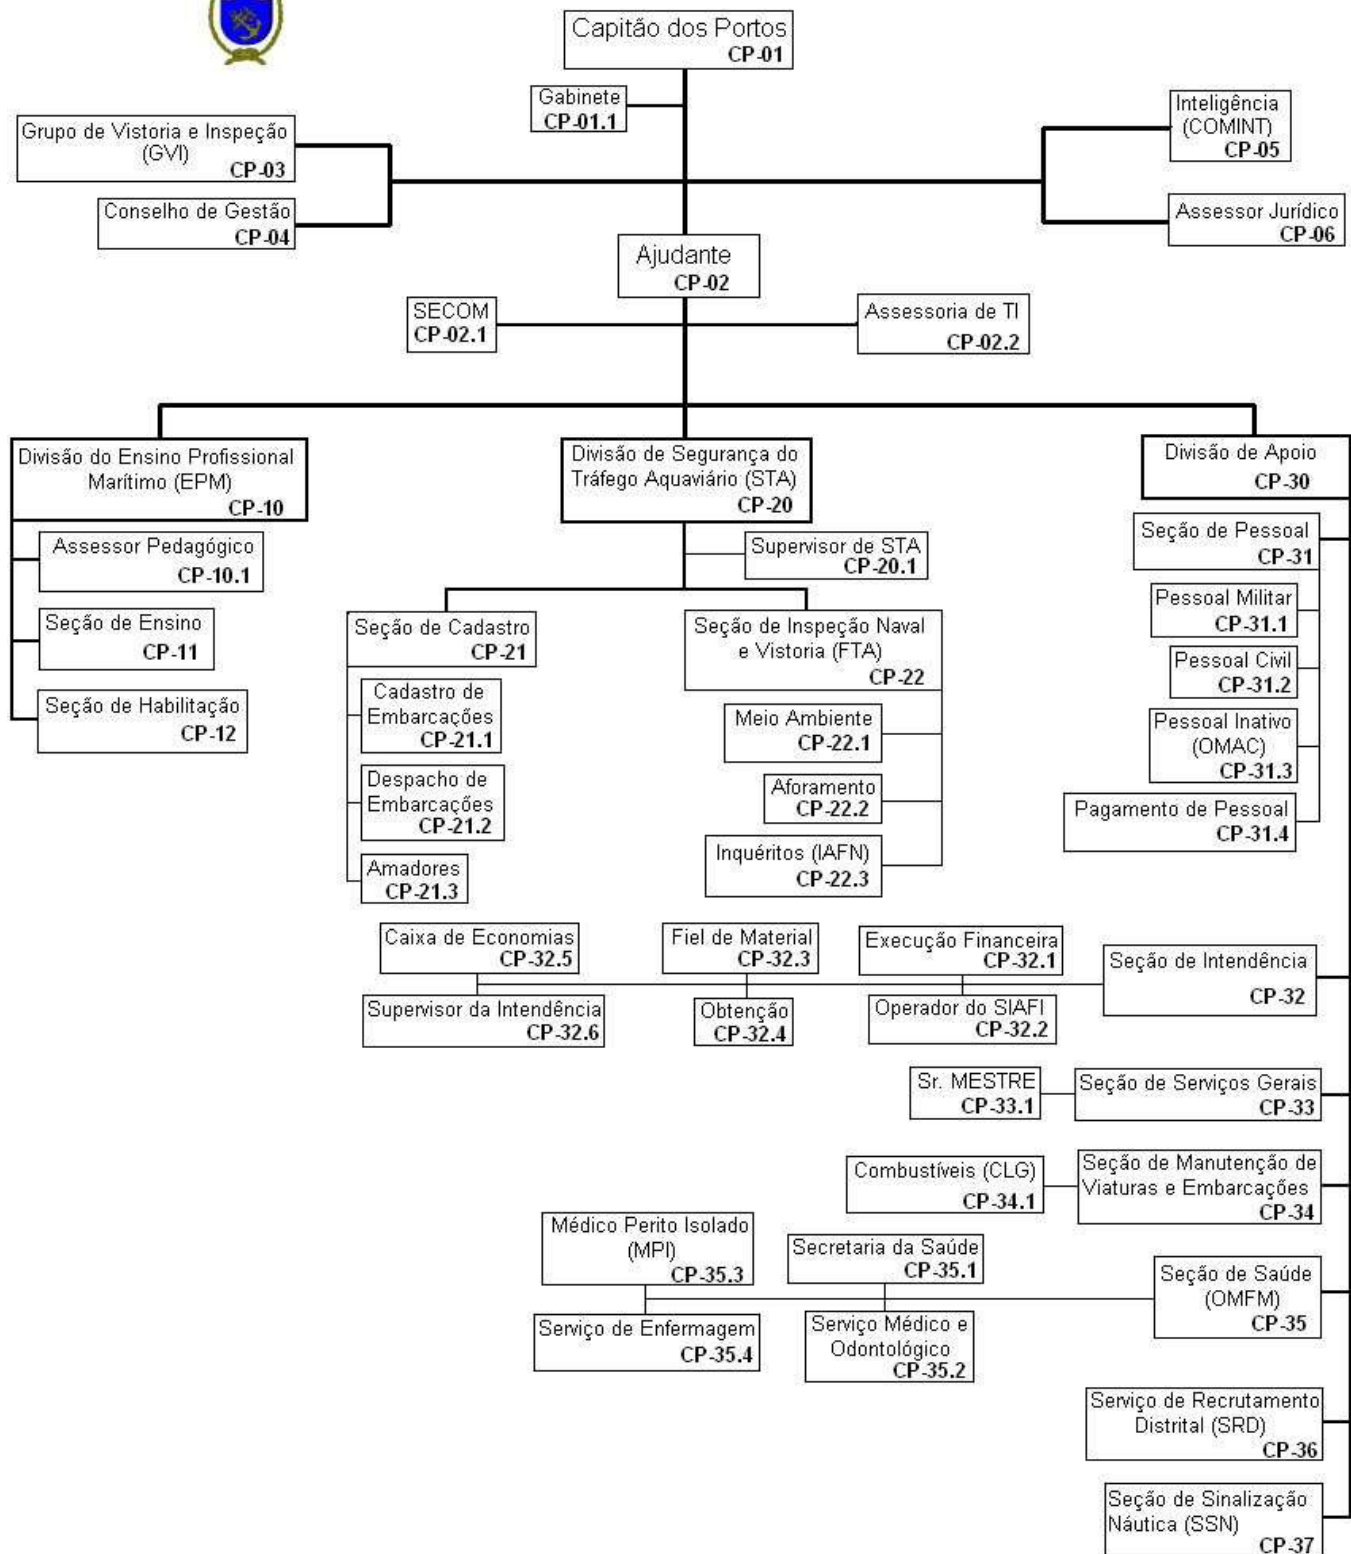 Capitão dos Portos
CP-01
Gabinete
CP-01.1
Inteligência
(COMINT)
CP-05
Grupo de Vistoria e Inspeção
(GVI)
CP-03
Conselho de Gestão
CP-04
Assessor Jurídico
CP-06
Ajudante
CP-02
SECOM
CP-02.1
Assessoria de TI
CP-02.2
Divisão do Ensino Profissional
Marítimo (EPM)
CP-10
Assessor Pedagógico
CP-10.1
Seção de Ensino
CP-11
Seção de Habilitação
CP-12
Divisão de Segurança do
Tráfego Aquaviário (STA)
CP-20
Supervisor de STA
CP-20.1
Seção de Cadastro
CP-21
Cadastro de
Embarcações
CP-21.1
Despacho de
Embarcações
CP-21.2
Amadores
CP-21.3
Seção de Inspeção Naval
e Vistoria (FTA)
CP-22
Meio Ambiente
CP-22.1
Aforamento
CP-22.2
Inquéritos (IAFN)
CP-22.3
Divisão de Apoio
CP-30
Seção de Pessoal
CP-31
Pessoal Militar
CP-31.1
Pessoal Civil
CP-31.2
Pessoal Inativo
(OMAC)
CP-31.3
Pagamento de Pessoal
CP-31.4
Caixa de Economias
CP-32.5
Fiel de Material
CP-32.3
Execução Financeira
CP-32.1
Seção de Intendência
CP-32
Supervisor da Intendência
CP-32.6
Obtenção
CP-32.4
Operador do SIAFI
CP-32.2
Sr. MESTRE
CP-33.1
Seção de Serviços Gerais
CP-33
Combustíveis (CLG)
CP-34.1
Seção de Manutenção de
Viaturas e Embarcações
CP-34
Médico Perito Isolado
(MPI)
CP-35.3
Secretaria da Saúde
CP-35.1
Seção de Saúde
(OMFM)
CP-35
Serviço de Enfermagem
CP-35.4
Serviço Médico e
Odontológico
CP-35.2
Serviço de Recrutamento
Distrital (SRD)
CP-36
Seção de Sinalização
Náutica (SSN)
CP-37